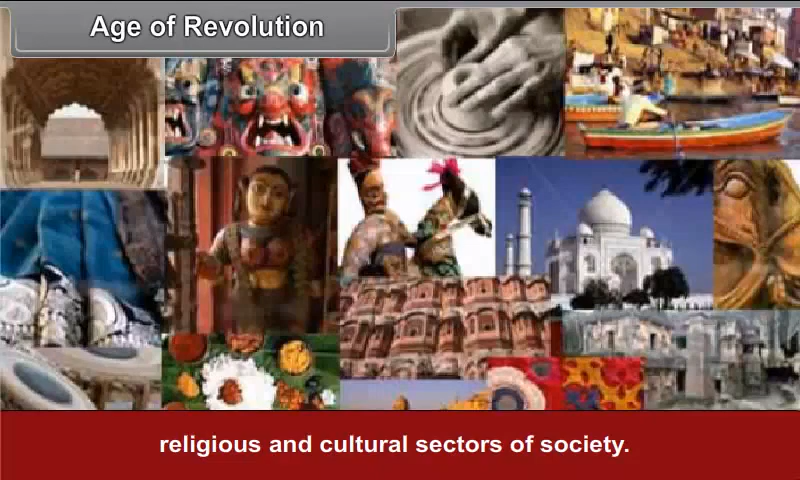 Age of Revolution
religious and cultural sectors of society.